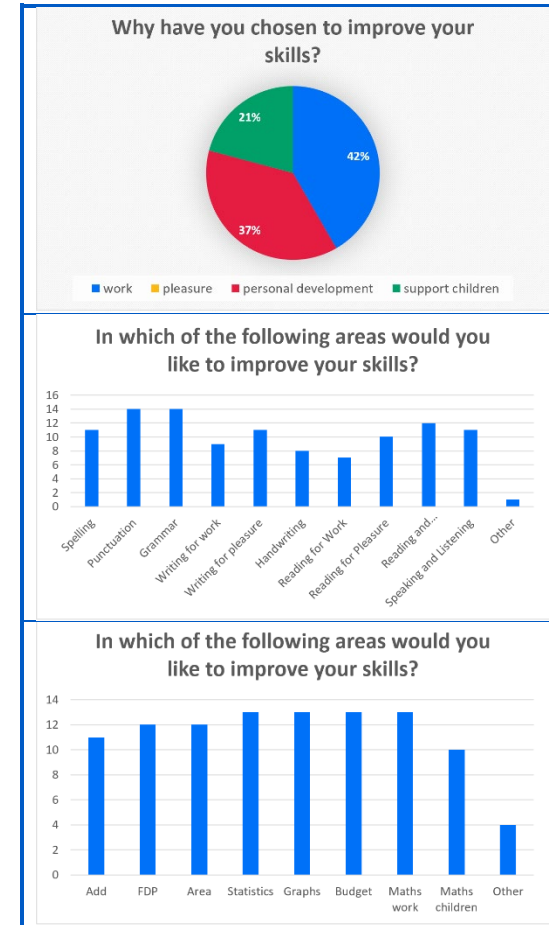 Why have you chosen to improve your
skills?
21%
42%
37%
work pleasure personal development support children
In which of the following areas would you
like to improve your skills?
16
14
12
10
8
6
4
2
0
Spelling
Punctuation
Grammar
Writing for work
Writing for pleasure
Handwriting
Reading for Work
Reading for Pleasure
Reading and...
Speaking and Listening
Other
In which of the following areas would you
like to improve your skills?
14
12
10
8
6
4
2
0
Add FDP Area Statistics Graphs Budget Maths work Maths children Other